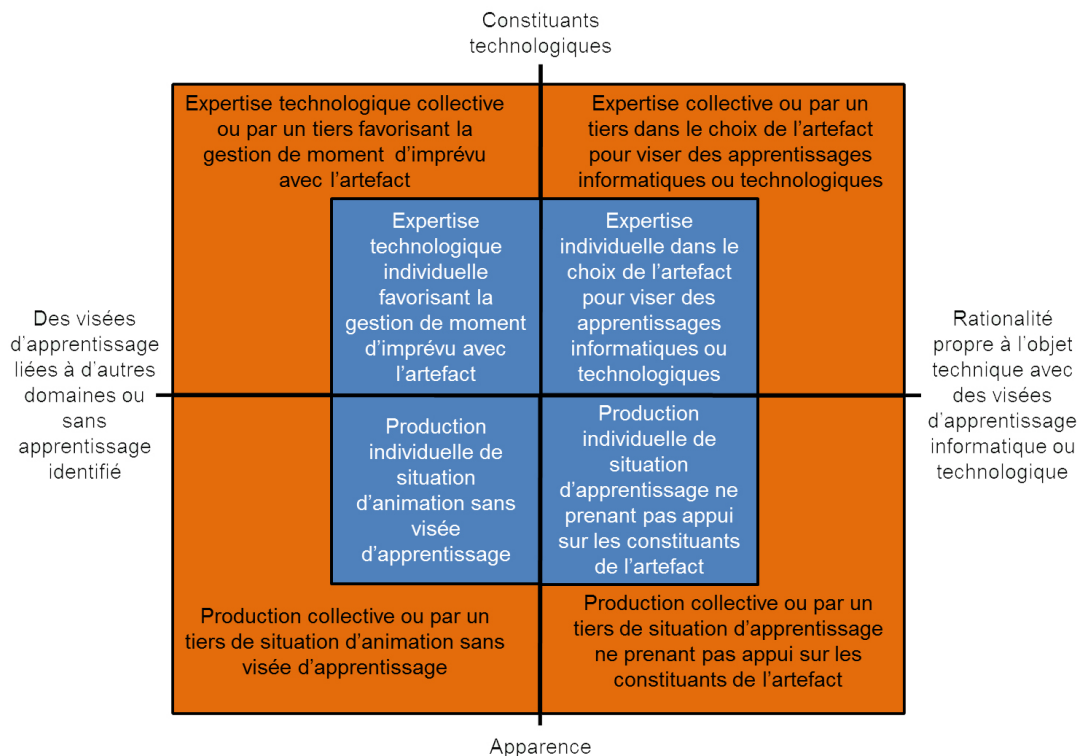 Constituants
technologiques
Expertise technologique collective
ou par un tiers favorisant la
gestion de moment d'imprévu
avec l'artefact
Expertise collective ou par un
tiers dans le choix de l'artefact
pour viser des apprentissages
informatiques ou technologiques
Expertise
technologique
individuelle
favorisant la
gestion de moment
d'imprévu avec
l'artefact
Expertise
individuelle dans le
choix de l'artefact
pour viser des
apprentissages
informatiques ou
technologiques
Des visées
d'apprentissage
liées à d'autres
domaines ou
sans
apprentissage
identifié
Rationalité
propre à l'objet
technique avec
des visées
d'apprentissage
informatique ou
technologique
Production
individuelle de
situation
d'animation sans
visée
d'apprentissage
Production
individuelle de
situation
d'apprentissage ne
prenant pas appui
sur les constituants
de l'artefact
Production collective ou par un
tiers de situation d'animation sans
visée d'apprentissage
Production collective ou par un
tiers de situation d'apprentissage
ne prenant pas appui sur les
constituants de l'artefact
Apparence